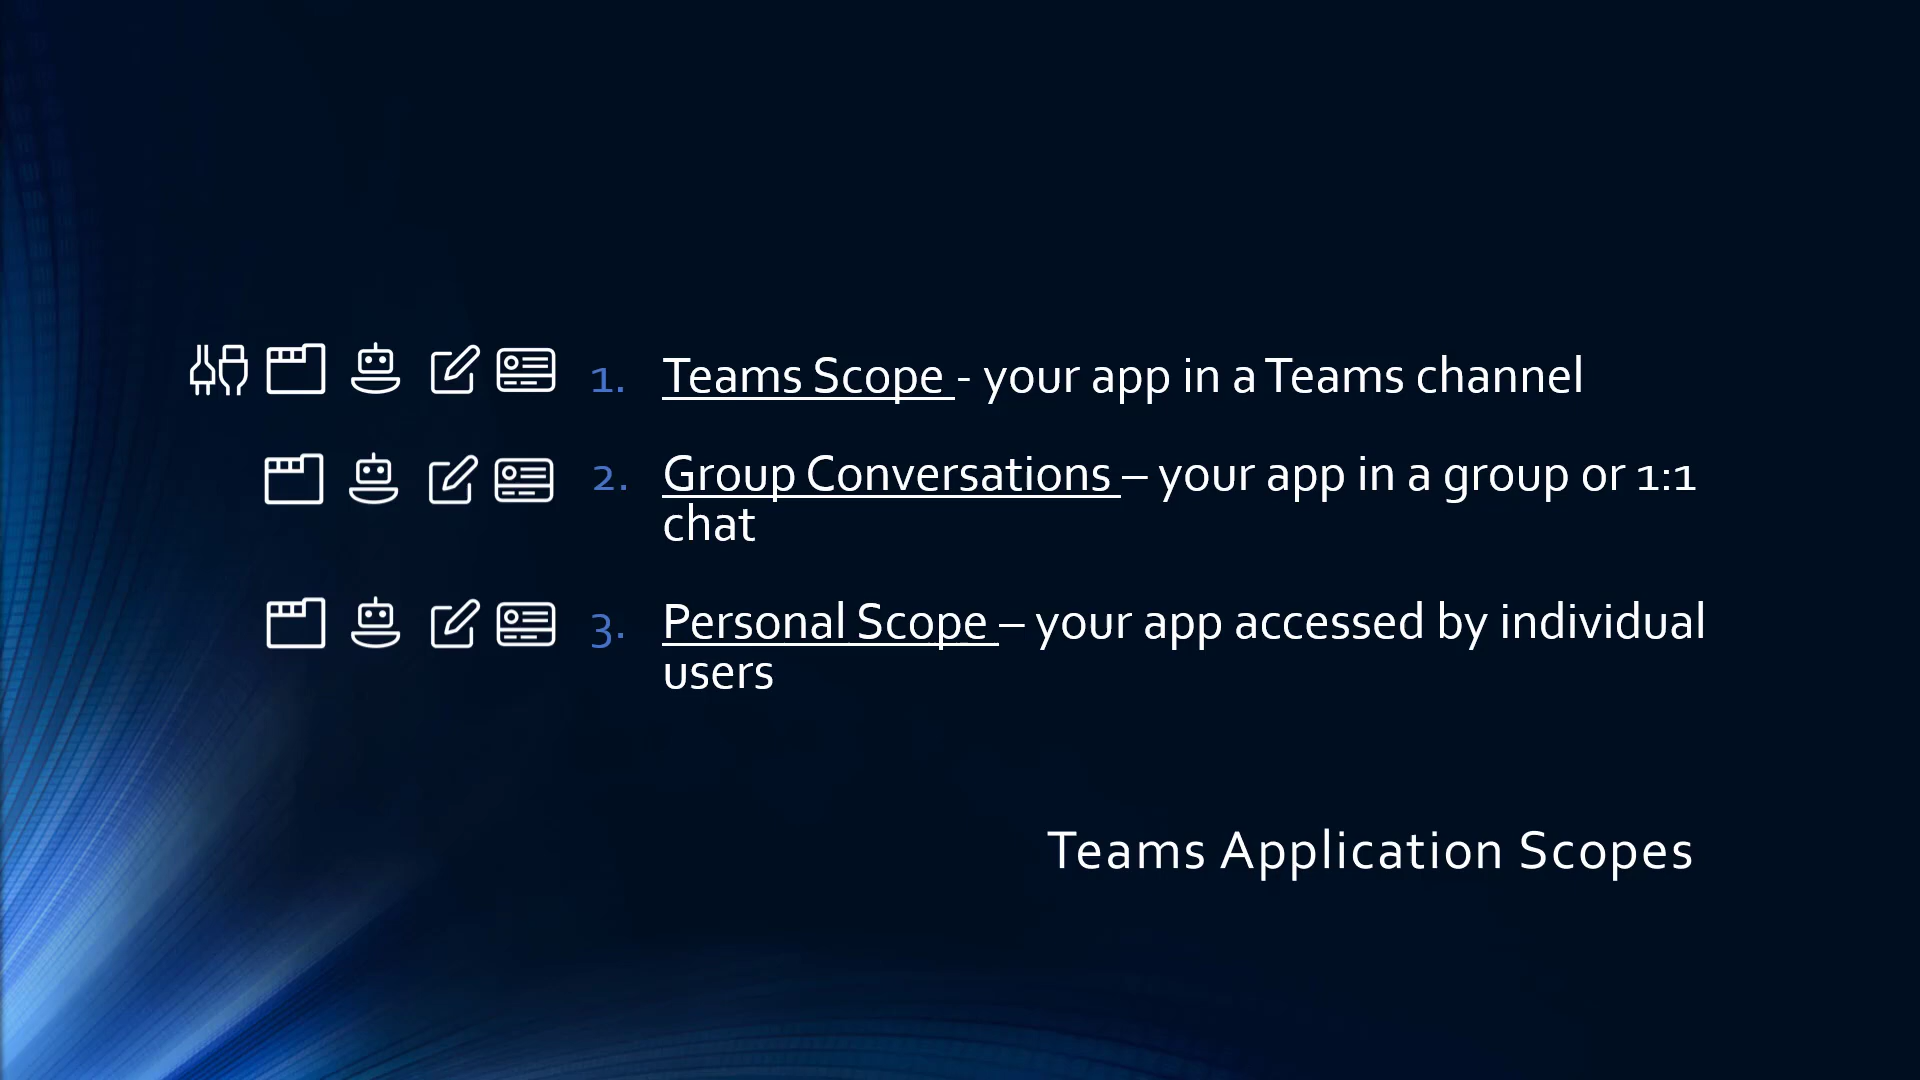 1. Teams Scope - your app in a Teams channel
2. Group Conversations – your app in a group or 1:1
chat
3. Personal Scope – your app accessed by individual
users
Teams Application Scopes